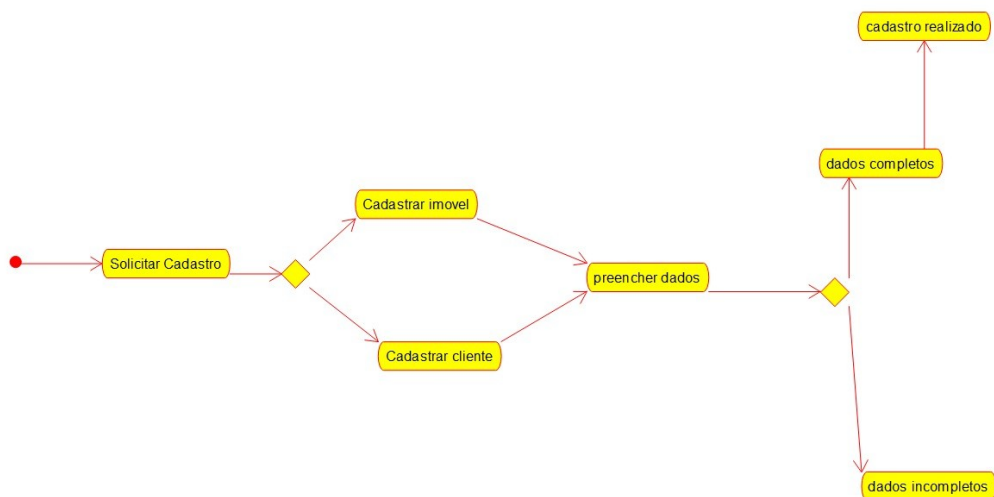 cadastro realizado
dados completos
Cadastrar imovel
Solicitar Cadastro
preencher dados
Cadastrar cliente
dados incompletos